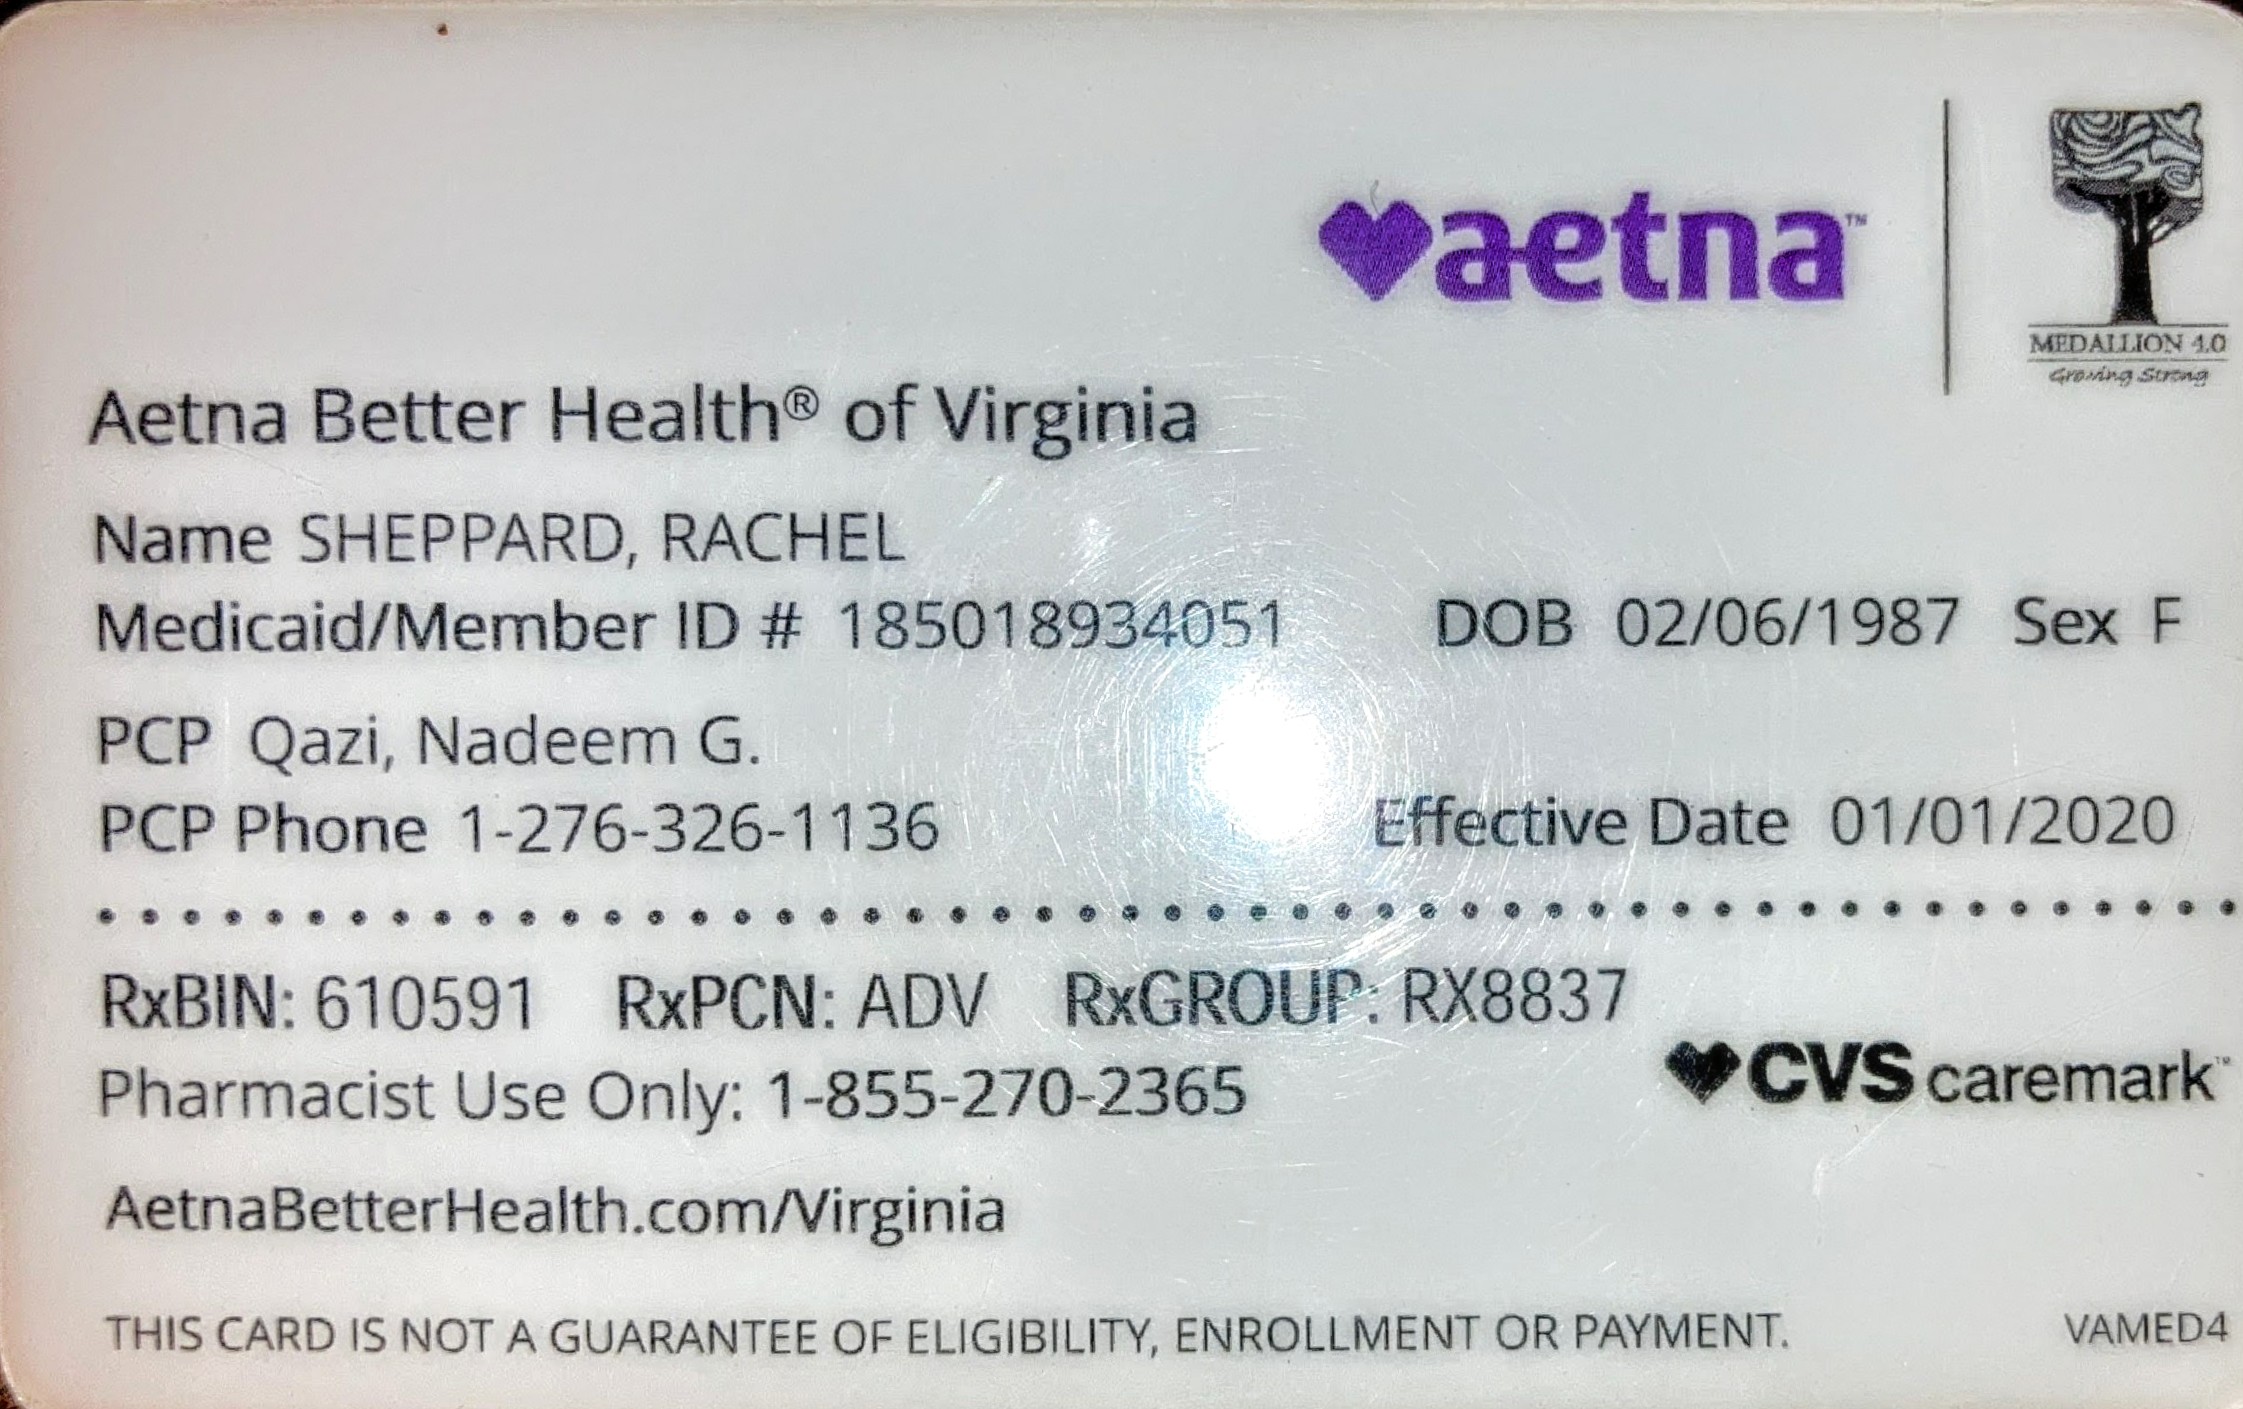 aetna™
MEDALLION 4.0
Growing Strong
Aetna Better Health® of Virginia
Name SHEPPARD, RACHEL
Medicaid/Member ID # 185018934051 DOB 02/06/1987 Sex F
PCP Qazi, Nadeem G.
PCP Phone 1-276-326-1136 Effective Date 01/01/2020
RxBIN: 610591 RxPCN: ADV RxGROUP: RX8837
Pharmacist Use Only: 1-855-270-2365
CVS caremark™
AetnaBetterHealth.com/Virginia
THIS CARD IS NOT A GUARANTEE OF ELIGIBILITY, ENROLLMENT OR PAYMENT. VAMED4